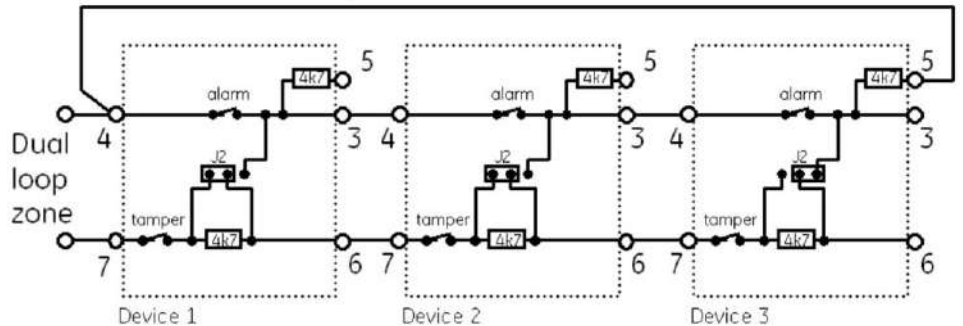 4k7
5
4k7
5
4k7
5
alarm
alarm
alarm
4
3
4
3
4
3
Dual
loop
zone
J2
J2
J2
tamper
4k7
tamper
4k7
tamper
4k7
7
6
7
6
7
6
Device 1
Device 2
Device 3